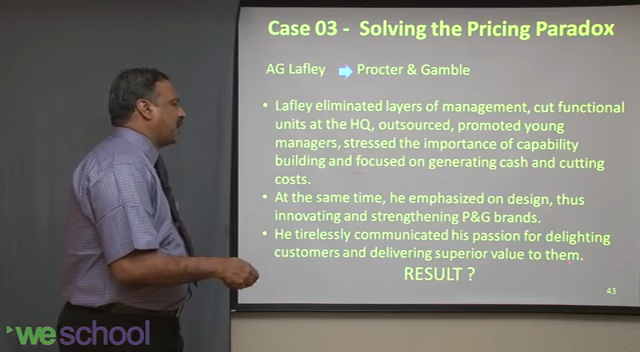 Case 03 - Solving the Pricing Paradox
AG Lafley
Procter & Gamble
• Lafley eliminated layers of management, cut functional
units at the HQ, outsourced, promoted young
managers, stressed the importance of capability
building and focused on generating cash and cutting
costs.
• At the same time, he emphasized on design, thus
innovating and strengthening P&G brands.
• He tirelessly communicated his passion for delighting
customers and delivering superior value to them.
RESULT ?
43
weschool